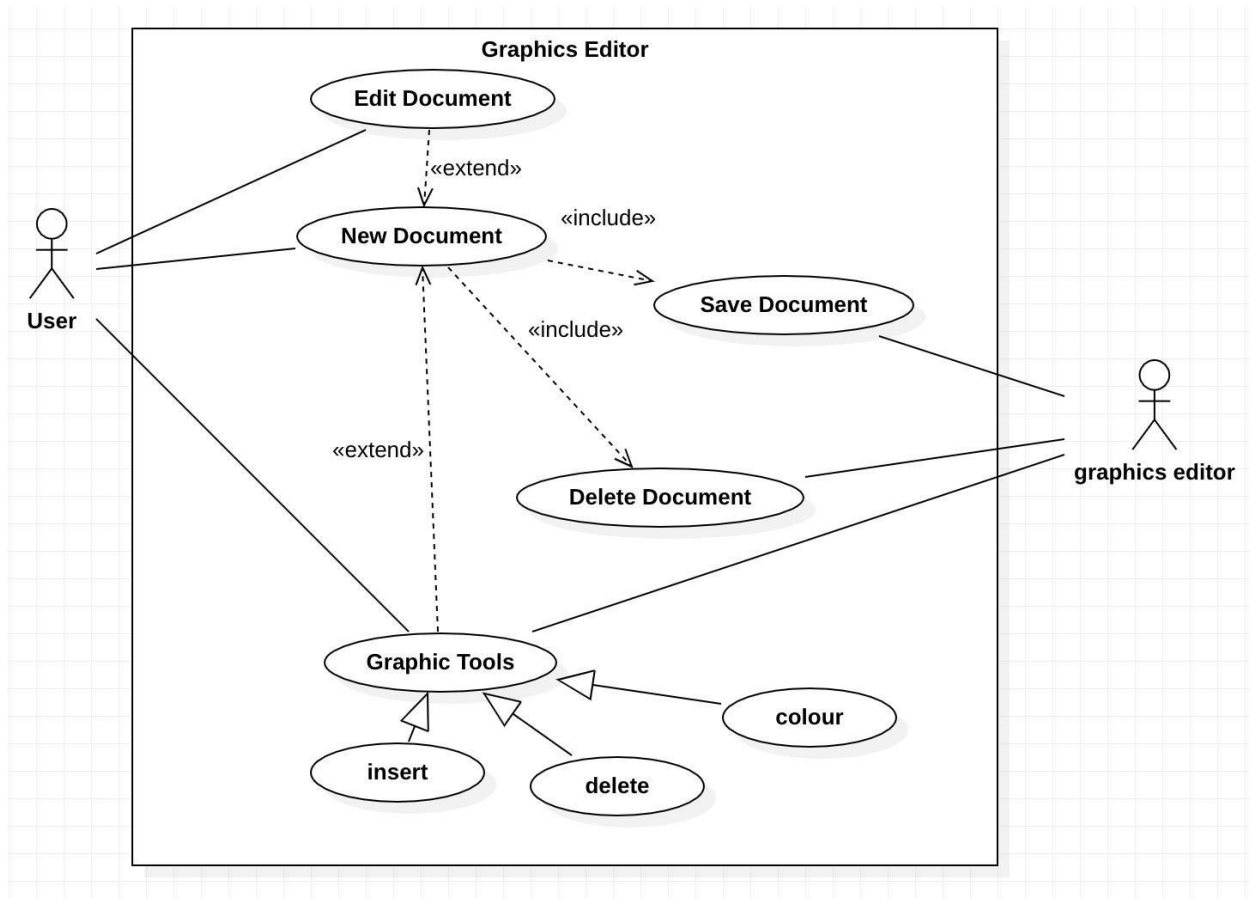 Graphics Editor
Edit Document
«extend»
New Document
«include»
Save Document
User
«include»
graphics editor
«extend»
Delete Document
Graphic Tools
colour
insert
delete